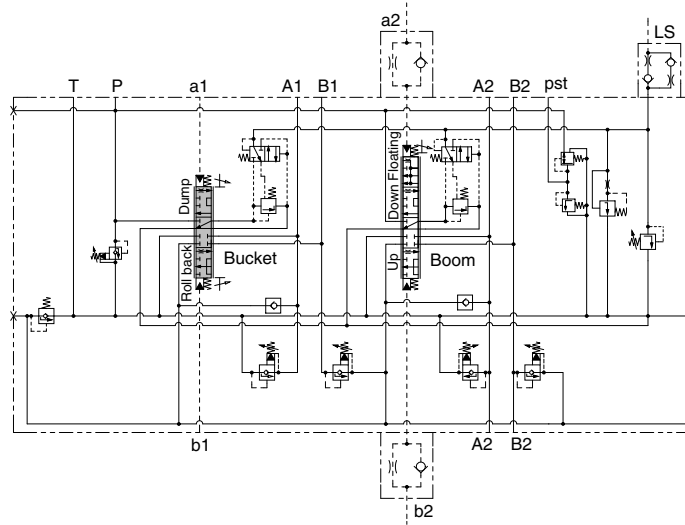 a2
LS
T P a1 A1 B1 A2 B2 pst
Dump
Roll back
Bucket
Down Floating
Up
Boom
b1 A2 B2
b2